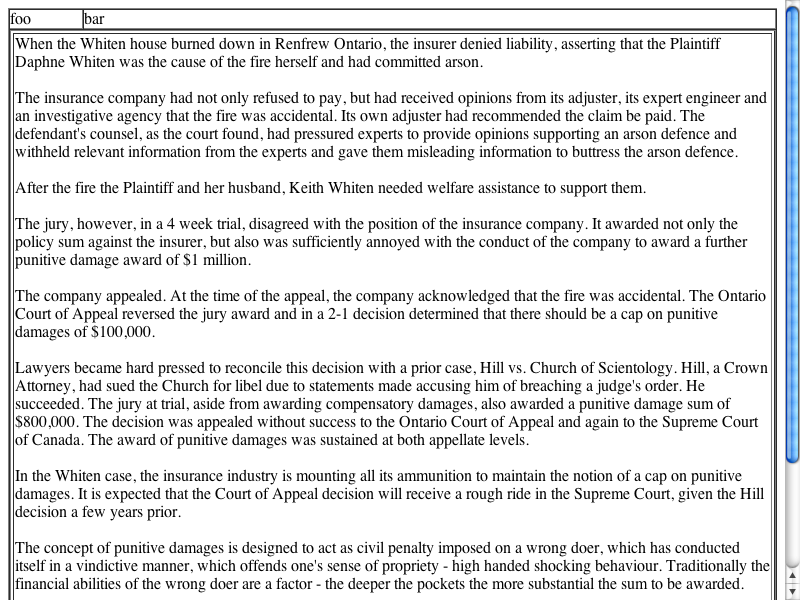 foo
bar
When the Whiten house burned down in Renfrew Ontario, the insurer denied liability, asserting that the Plaintiff
Daphne Whiten was the cause of the fire herself and had committed arson.
The insurance company had not only refused to pay, but had received opinions from its adjuster, its expert engineer and
an investigative agency that the fire was accidental. Its own adjuster had recommended the claim be paid. The
defendant's counsel, as the court found, had pressured experts to provide opinions supporting an arson defence and
withheld relevant information from the experts and gave them misleading information to buttress the arson defence.
After the fire the Plaintiff and her husband, Keith Whiten needed welfare assistance to support them.
The jury, however, in a 4 week trial, disagreed with the position of the insurance company. It awarded not only the
policy sum against the insurer, but also was sufficiently annoyed with the conduct of the company to award a further
punitive damage award of $1 million.
The company appealed. At the time of the appeal, the company acknowledged that the fire was accidental. The Ontario
Court of Appeal reversed the jury award and in a 2-1 decision determined that there should be a cap on punitive
damages of $100,000.
Lawyers became hard pressed to reconcile this decision with a prior case, Hill vs. Church of Scientology. Hill, a Crown
Attorney, had sued the Church for libel due to statements made accusing him of breaching a judge's order. He
succeeded. The jury at trial, aside from awarding compensatory damages, also awarded a punitive damage sum of
$800,000. The decision was appealed without success to the Ontario Court of Appeal and again to the Supreme Court
of Canada. The award of punitive damages was sustained at both appellate levels.
In the Whiten case, the insurance industry is mounting all its ammunition to maintain the notion of a cap on punitive
damages. It is expected that the Court of Appeal decision will receive a rough ride in the Supreme Court, given the Hill
decision a few years prior.
The concept of punitive damages is designed to act as civil penalty imposed on a wrong doer, which has conducted
itself in a vindictive manner, which offends one's sense of propriety - high handed shocking behaviour. Traditionally the
financial abilities of the wrong doer are a factor - the deeper the pockets the more substantial the sum to be awarded.